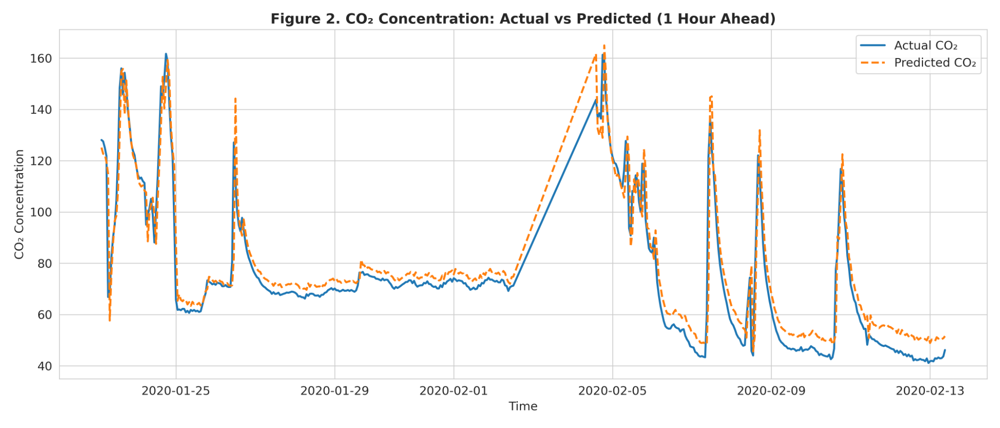 Figure 2. CO₂ Concentration: Actual vs Predicted (1 Hour Ahead)
Actual CO₂
Predicted CO₂
160
140
120
100
80
60
40
CO₂ Concentration
2020-01-25
2020-01-29
2020-02-01
2020-02-05
2020-02-09
2020-02-13
Time